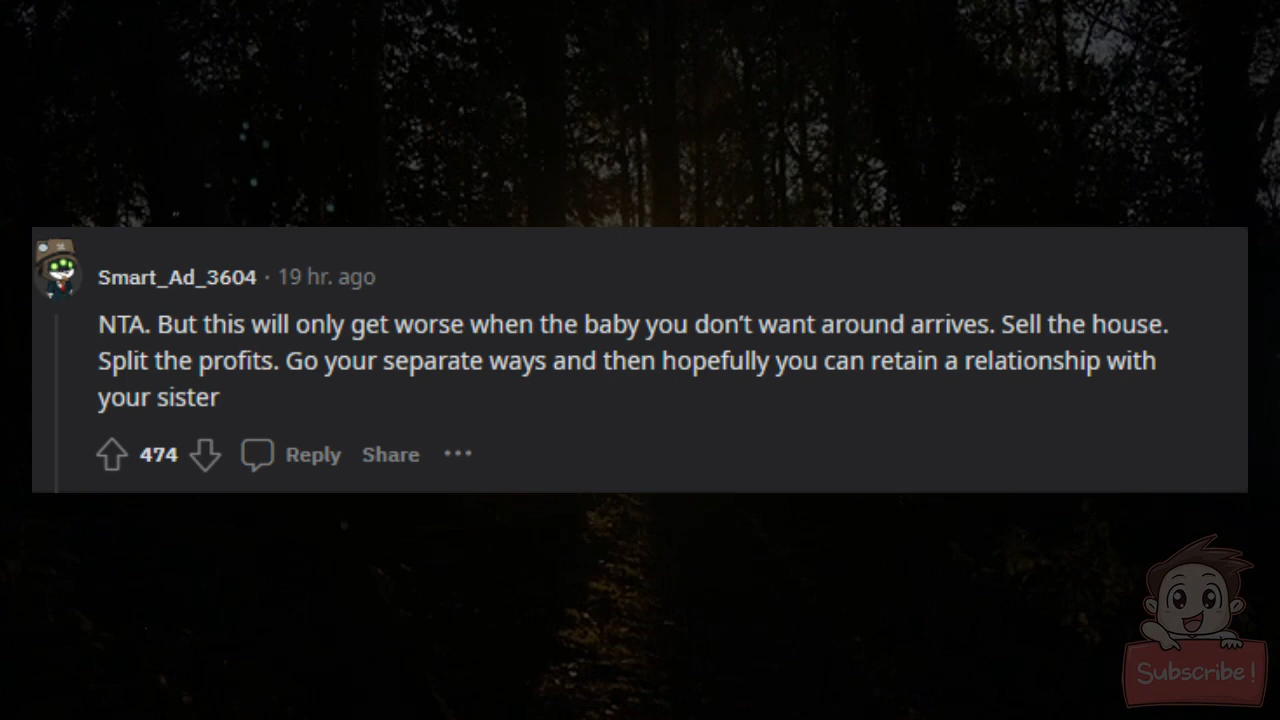 Smart_Ad_3604 · 19 hr. ago
NTA. But this will only get worse when the baby you don’t want around arrives. Sell the house.
Split the profits. Go your separate ways and then hopefully you can retain a relationship with
your sister
474 Reply Share ···
Subscribe!